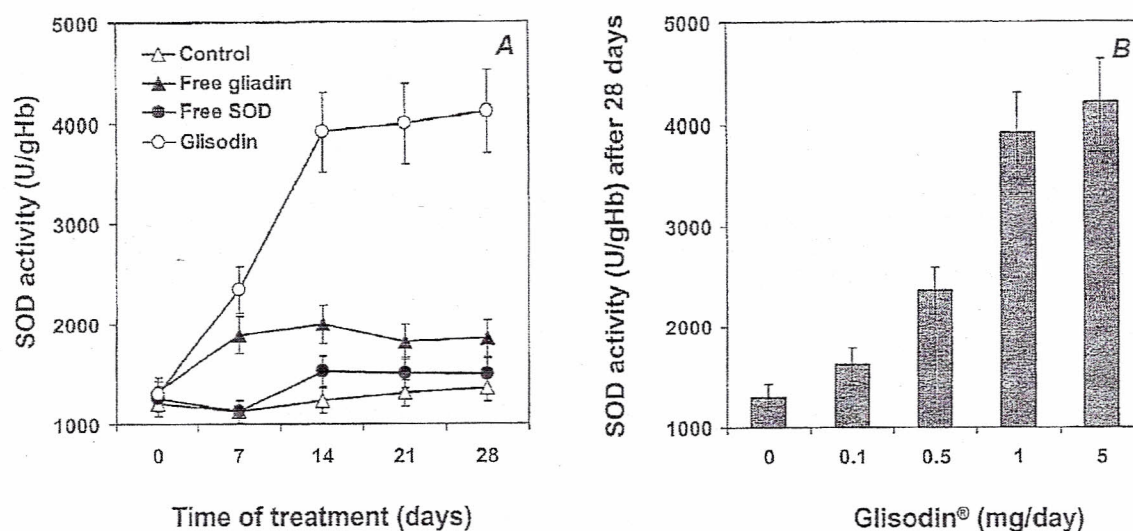 A
SOD activity (U/gHb)
5000
4000
3000
2000
1000
Control
Free gliadin
Free SOD
Glisodin
0 7 14 21 28
Time of treatment (days)
B
SOD activity (U/gHb) after 28 days
5000
4000
3000
2000
1000
0 0.1 0.5 1 5
Glisodin® (mg/day)